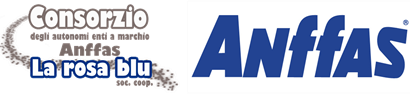 Consorzio
degli autonomi enti a marchio
Anffas
La rosa blu
soc. coop.
ANffAS®